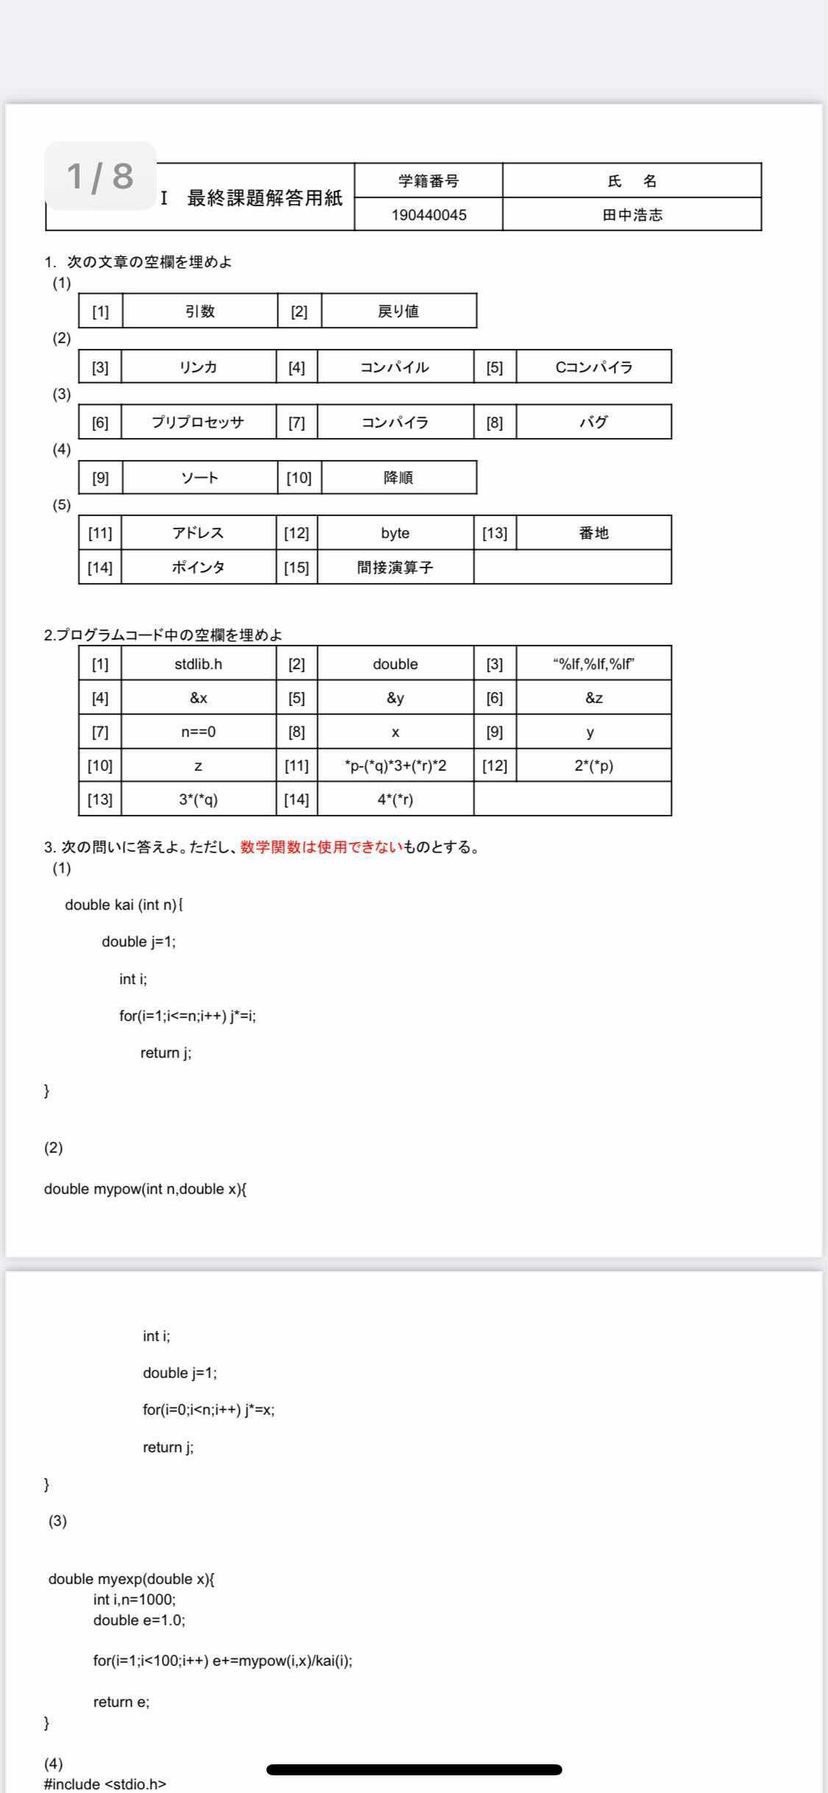 1/8
I 最終課題解答用紙 学籍番号 氏 名
190440045 田中浩志
1. 次の文章の空欄を埋めよ
(1)
[1] 引数 [2] 戻り値
(2)
[3] リンカ [4] コンパイル [5] Cコンパイラ
(3)
[6] プリプロセッサ [7] コンパイラ [8] バグ
(4)
[9] ソート [10] 降順
(5)
[11] アドレス [12] byte [13] 番地
[14] ポインタ [15] 間接演算子
2.プログラムコード中の空欄を埋めよ
[1] stdlib.h [2] double [3] “%lf,%lf,%lf”
[4] &x [5] &y [6] &z
[7] n==0 [8] x [9] y
[10] z [11] *p-(*q)*3+(*r)*2 [12] 2*(*p)
[13] 3*(*q) [14] 4*(*r)
3. 次の問いに答えよ。ただし、数学関数は使用できないものとする。
(1)
double kai (int n){
double j=1;
int i;
for(i=1;i<=n;i++) j*=i;
return j;
}
(2)
double mypow(int n,double x){
int i;
double j=1;
for(i=0;i<n;i++) j*=x;
return j;
}
(3)
double myexp(double x){
int i,n=1000;
double e=1.0;
for(i=1;i<100;i++) e+=mypow(i,x)/kai(i);
return e;
}
(4)
#include <stdio.h>